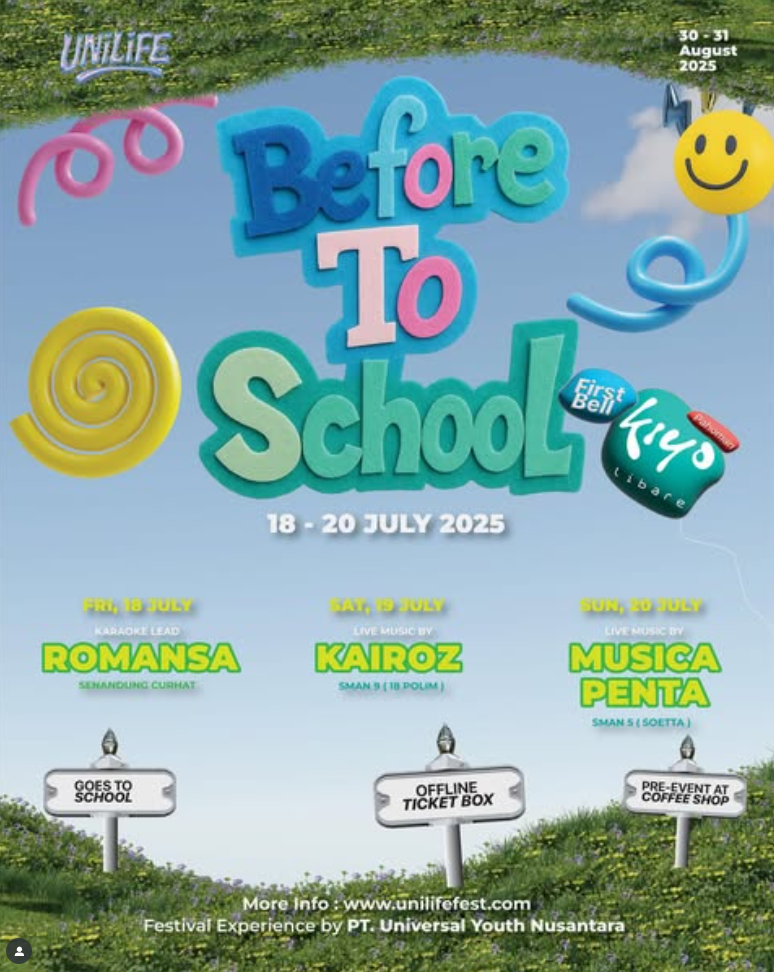 UNiLiFE
30 - 31
August
2025
Before
To
School
First
Bell
kiyo
Pahoman
Libare
18 - 20 JULY 2025
FRI, 18 JULY
KARAOKE LEAD
ROMANSA
SENANDUNG CURHAT
SAT, 19 JULY
LIVE MUSIC BY
KAIROZ
SMAN 9 ( 18 POLIM )
SUN, 20 JULY
LIVE MUSIC BY
MUSICA
PENTA
SMAN 5 ( SOETTA )
GOES TO
SCHOOL
OFFLINE
TICKET BOX
PRE-EVENT AT
COFFEE SHOP
More Info : www.unilifefest.com
Festival Experience by PT. Universal Youth Nusantara